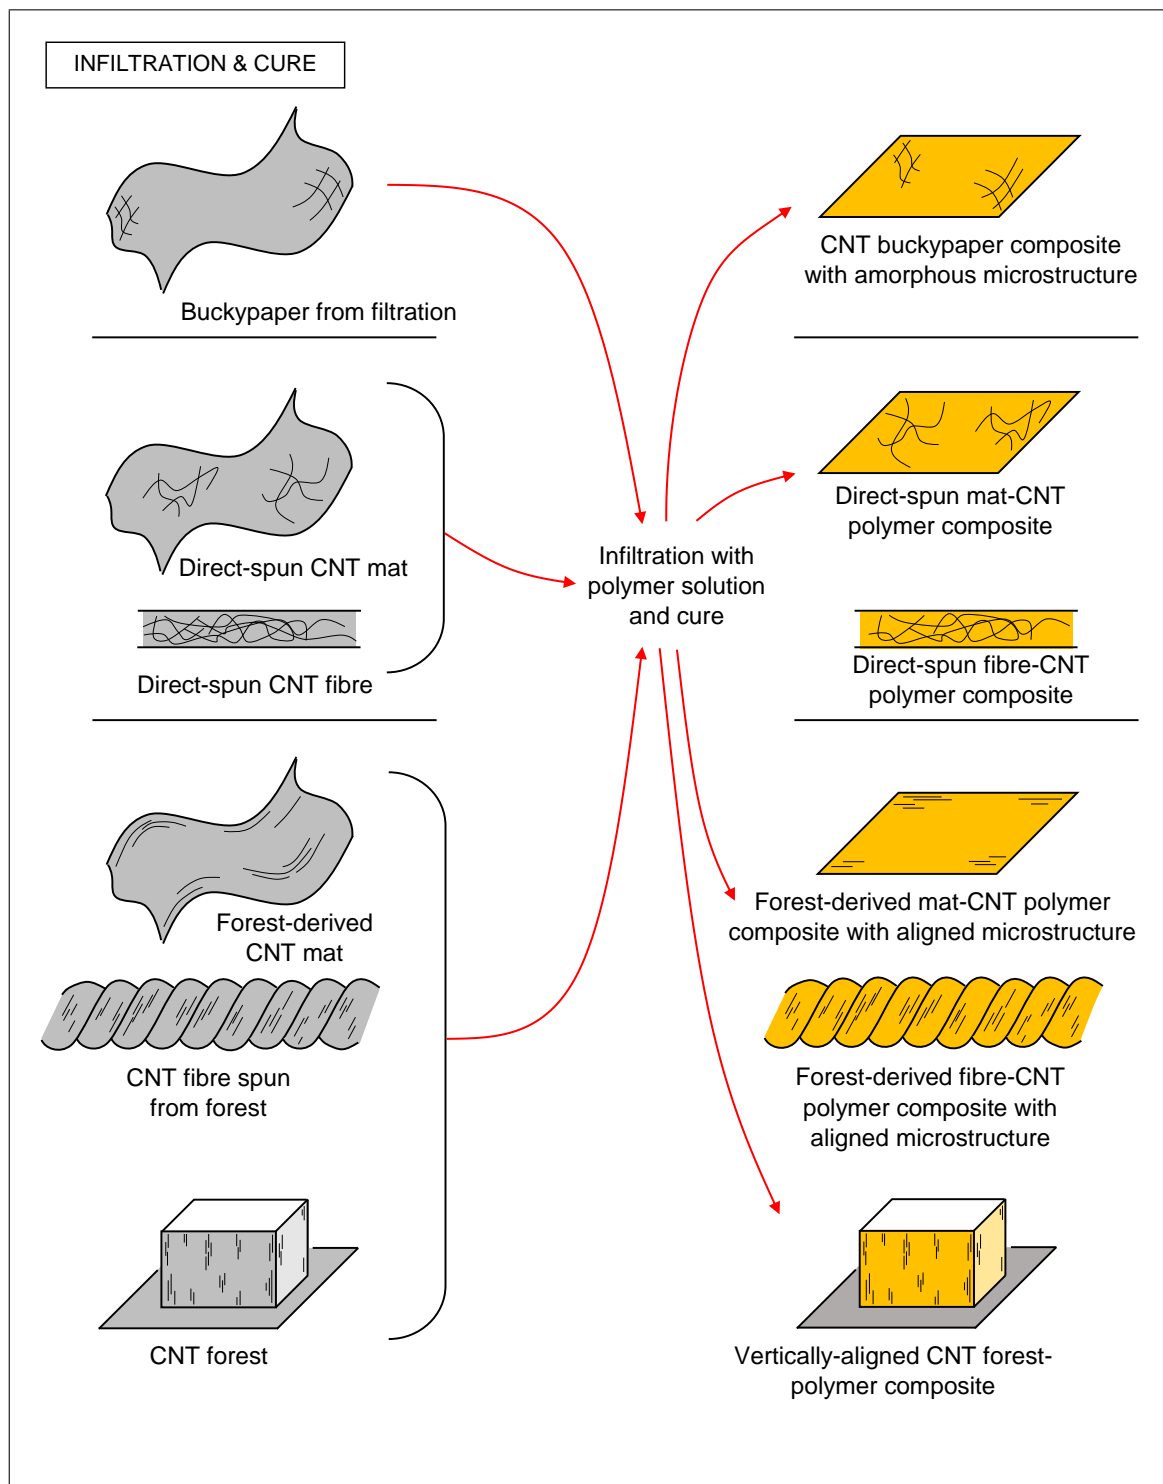 INFILTRATION & CURE
Buckypaper from filtration
Direct-spun CNT mat
Direct-spun CNT fibre
Forest-derived
CNT mat
CNT fibre spun
from forest
CNT forest
Infiltration with
polymer solution
and cure
CNT buckypaper composite
with amorphous microstructure
Direct-spun mat-CNT
polymer composite
Direct-spun fibre-CNT
polymer composite
Forest-derived mat-CNT polymer
composite with aligned microstructure
Forest-derived fibre-CNT
polymer composite with
aligned microstructure
Vertically-aligned CNT forest-
polymer composite